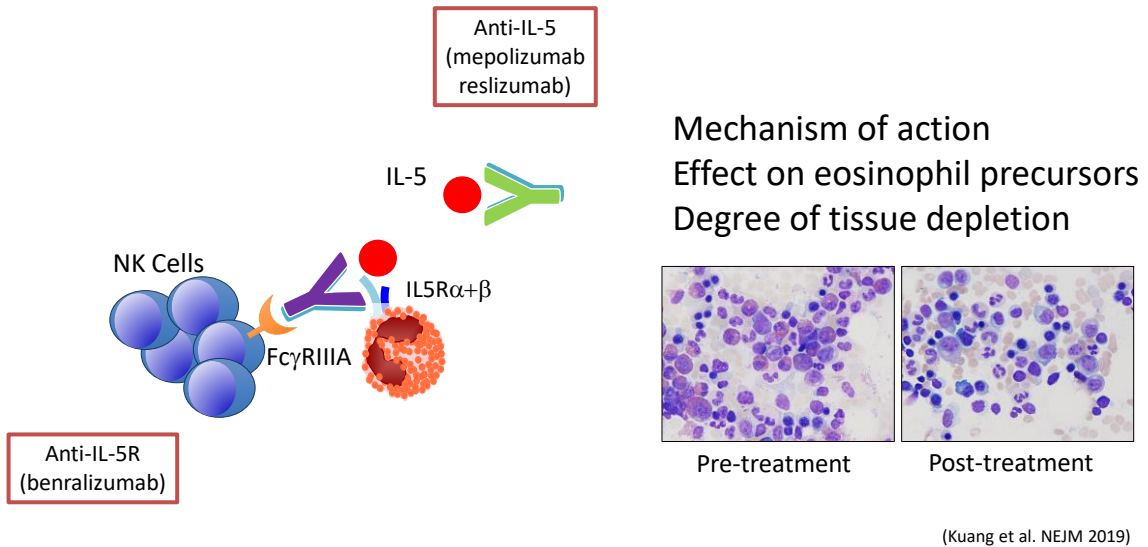 Anti-IL-5
(mepolizumab
reslizumab)
Mechanism of action
Effect on eosinophil precursors
Degree of tissue depletion
IL-5
NK Cells
IL5Rα+β
FcγRIIIA
Anti-IL-5R
(benralizumab)
Pre-treatment
Post-treatment
(Kuang et al. NEJM 2019)